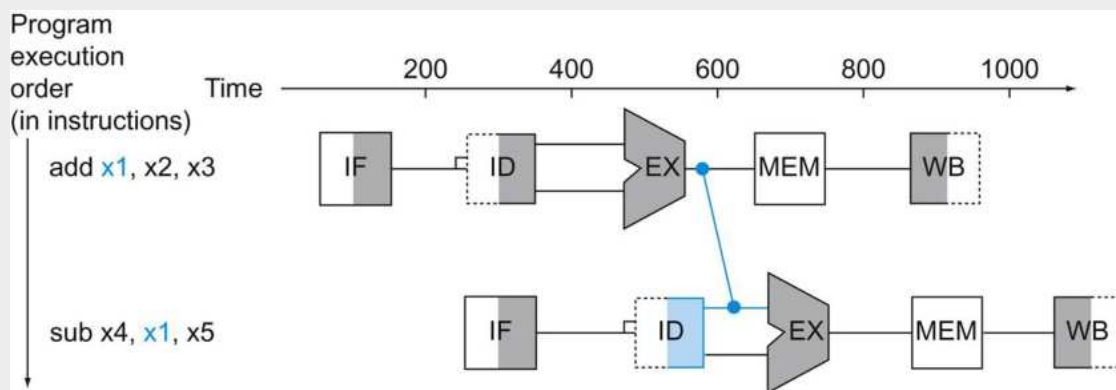 Program
execution
order
(in instructions)
Time
200 400 600 800 1000
add x1, x2, x3
IF ID EX MEM WB
sub x4, x1, x5
IF ID EX MEM WB